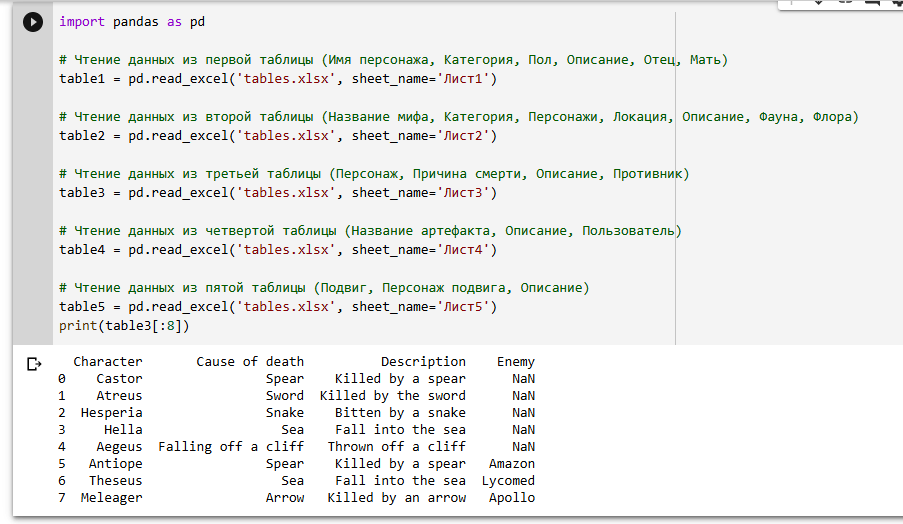 import pandas as pd
# Чтение данных из первой таблицы (Имя персонажа, Категория, Пол, Описание, Отец, Мать)
table1 = pd.read_excel('tables.xlsx', sheet_name='Лист1')
# Чтение данных из второй таблицы (Название мифа, Категория, Персонажи, Локация, Описание, Фауна, Флора)
table2 = pd.read_excel('tables.xlsx', sheet_name='Лист2')
# Чтение данных из третьей таблицы (Персонаж, Причина смерти, Описание, Противник)
table3 = pd.read_excel('tables.xlsx', sheet_name='Лист3')
# Чтение данных из четвертой таблицы (Название артефакта, Описание, Пользователь)
table4 = pd.read_excel('tables.xlsx', sheet_name='Лист4')
# Чтение данных из пятой таблицы (Подвиг, Персонаж подвига, Описание)
table5 = pd.read_excel('tables.xlsx', sheet_name='Лист5')
print(table3[:8])
Character Cause of death Description Enemy
0 Castor Spear Killed by a spear NaN
1 Atreus Sword Killed by the sword NaN
2 Hesperia Snake Bitten by a snake NaN
3 Hella Sea Fall into the sea NaN
4 Aegeus Falling off a cliff Thrown off a cliff NaN
5 Antiope Spear Killed by a spear Amazon
6 Theseus Sea Fall into the sea Lycomed
7 Meleager Arrow Killed by an arrow Apollo